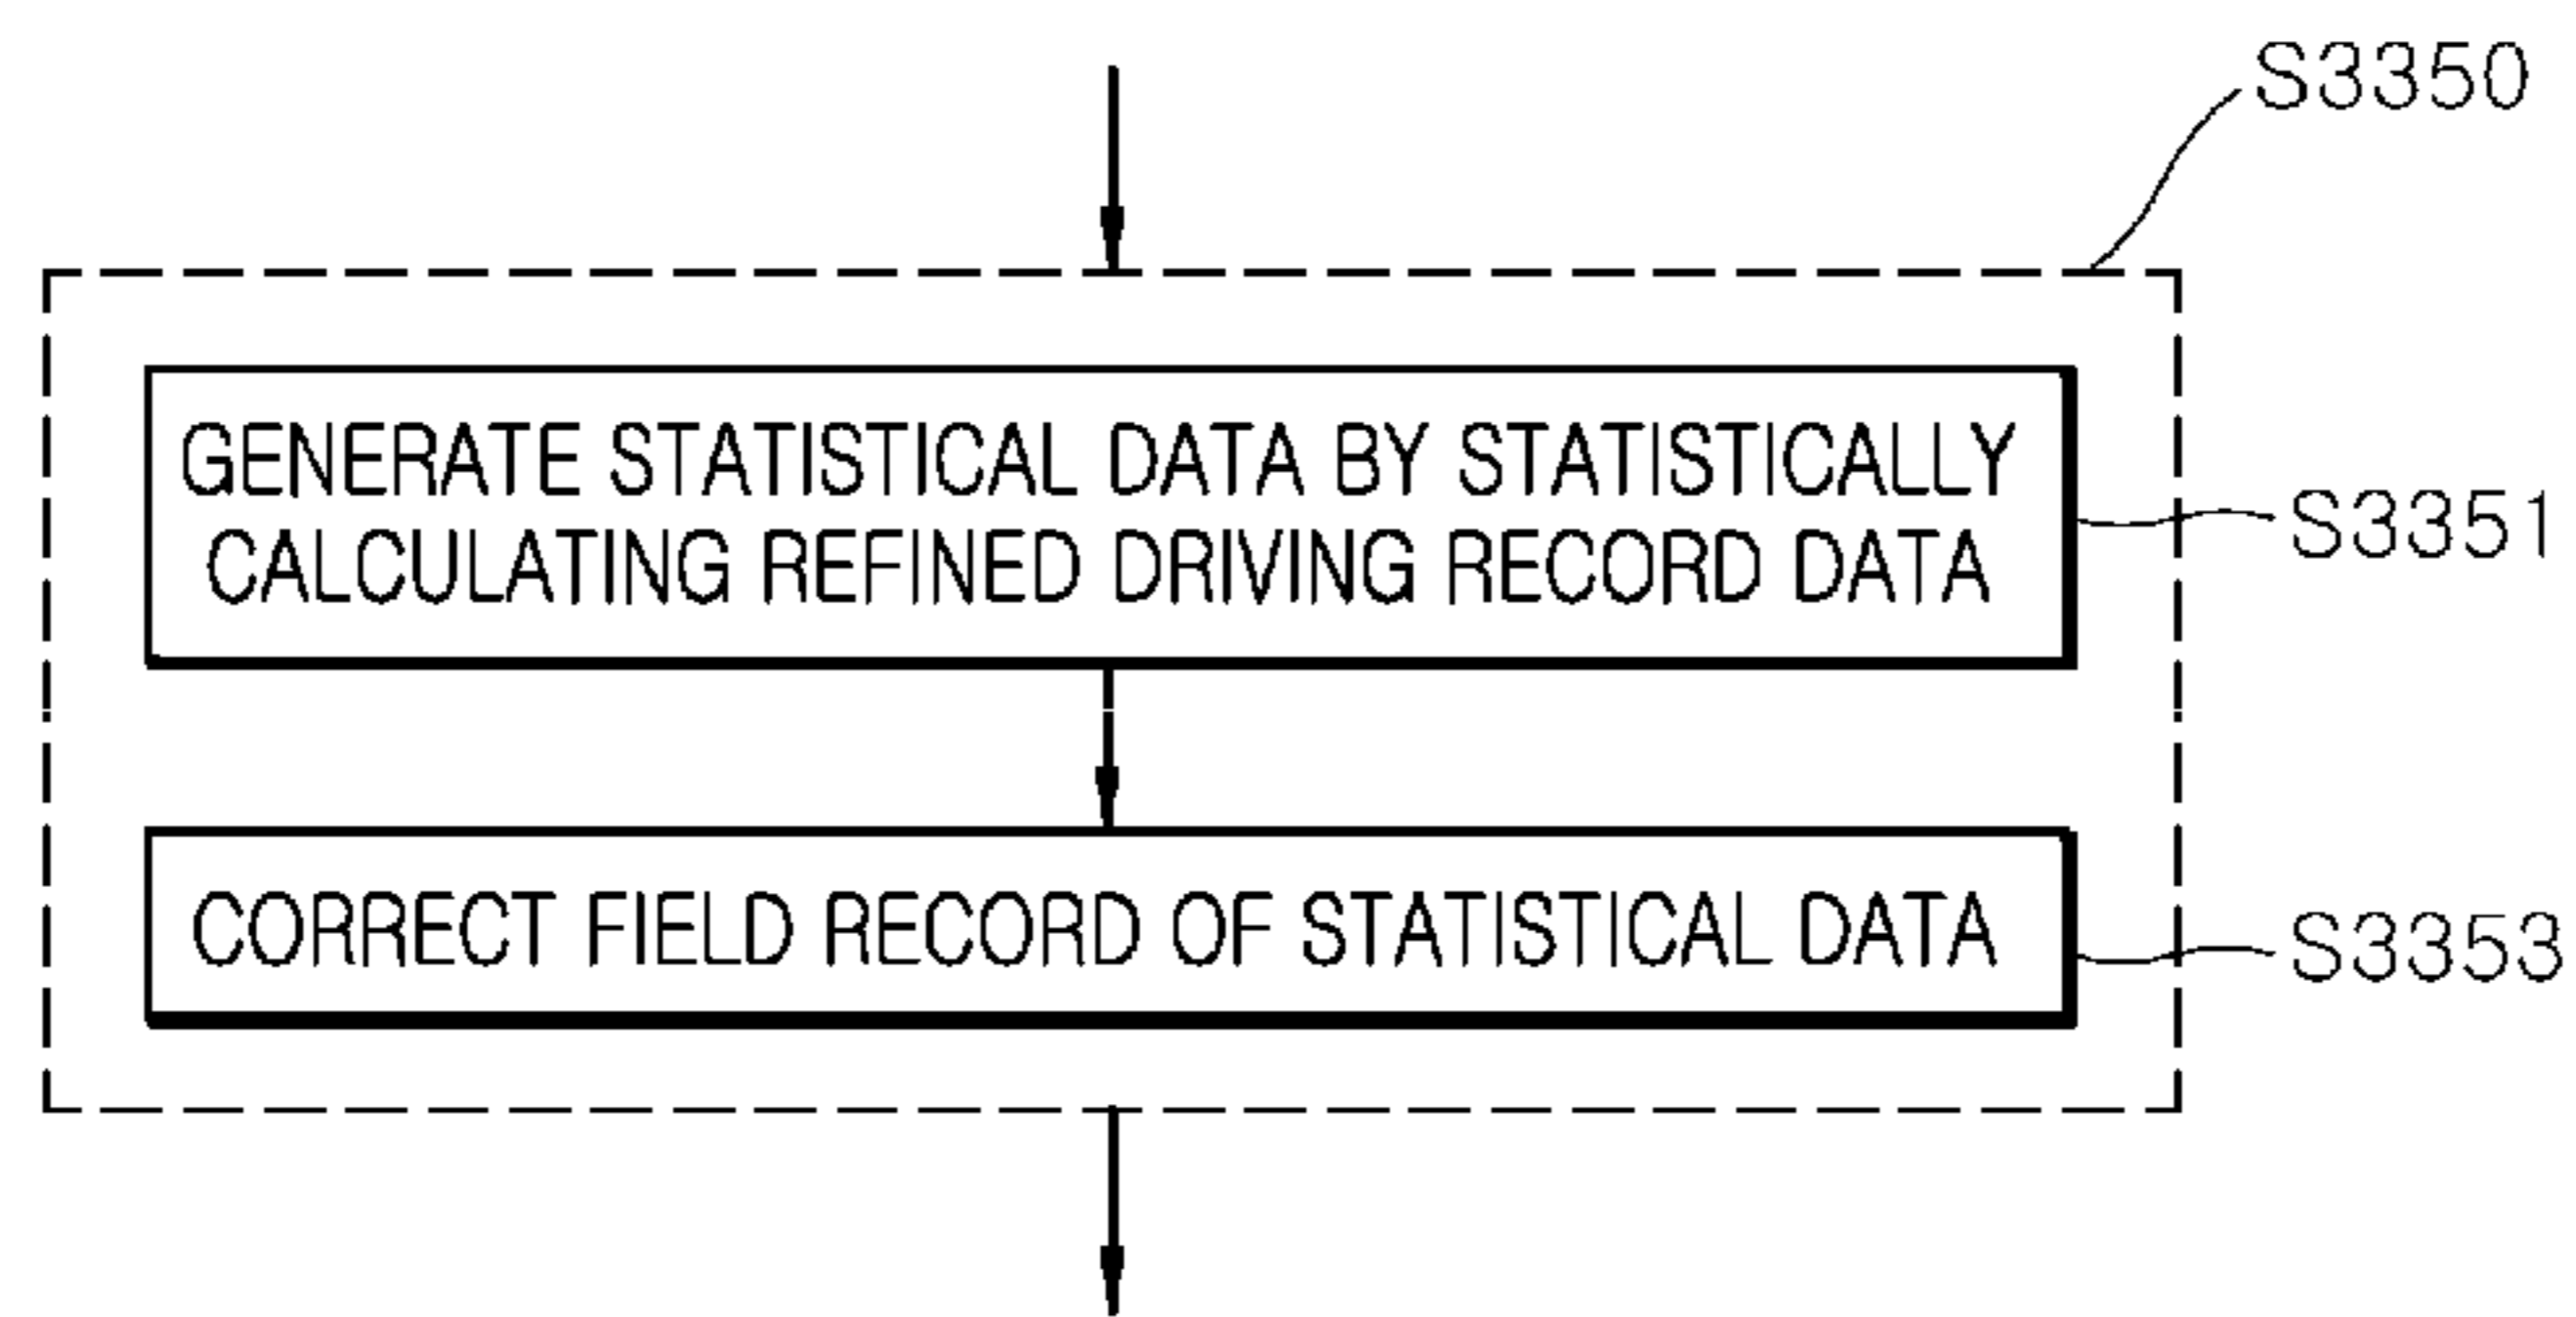 S3350
GENERATE STATISTICAL DATA BY STATISTICALLY
CALCULATING REFINED DRIVING RECORD DATA
S3351
CORRECT FIELD RECORD OF STATISTICAL DATA
S3353